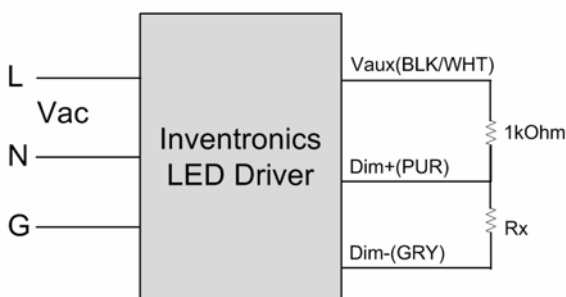 L
Vac
N
G
Inventronics
LED Driver
Vaux(BLK/WHT)
1kOhm
Dim+(PUR)
Rx
Dim-(GRY)